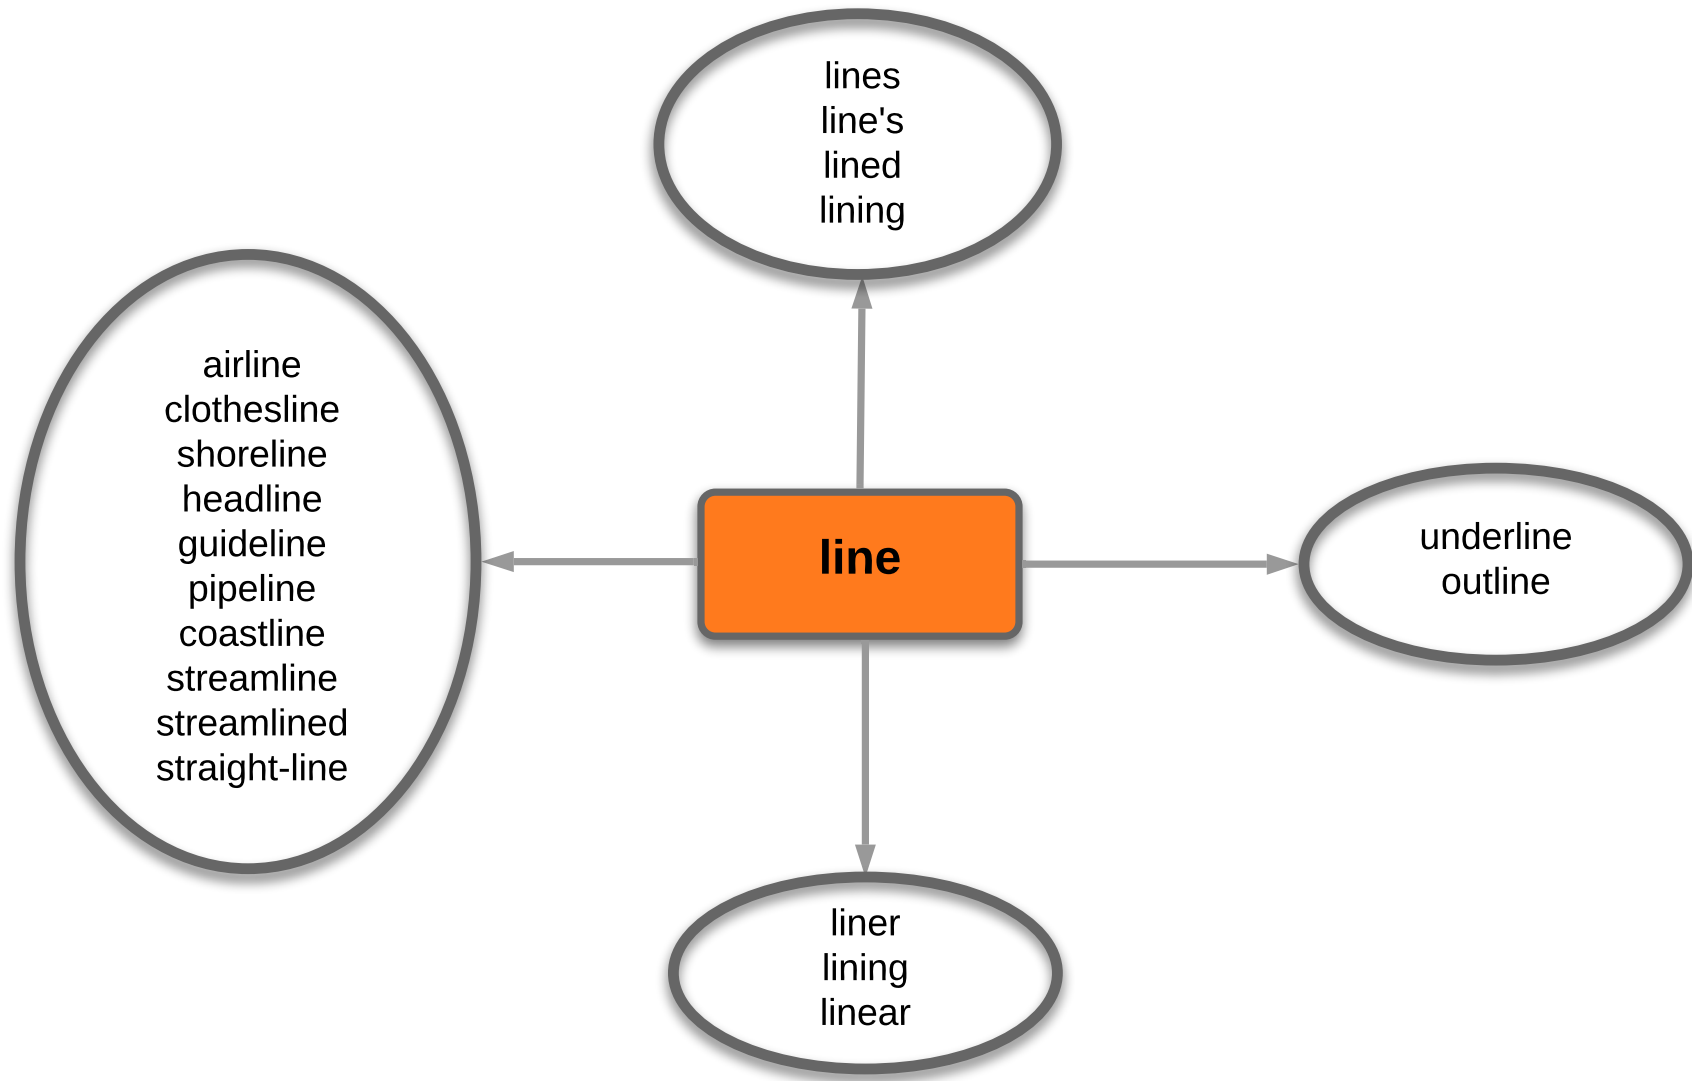 lines
line's
lined
lining
airline
clothesline
shoreline
headline
guideline
pipeline
coastline
streamline
streamlined
straight-line
line
underline
outline
liner
lining
linear